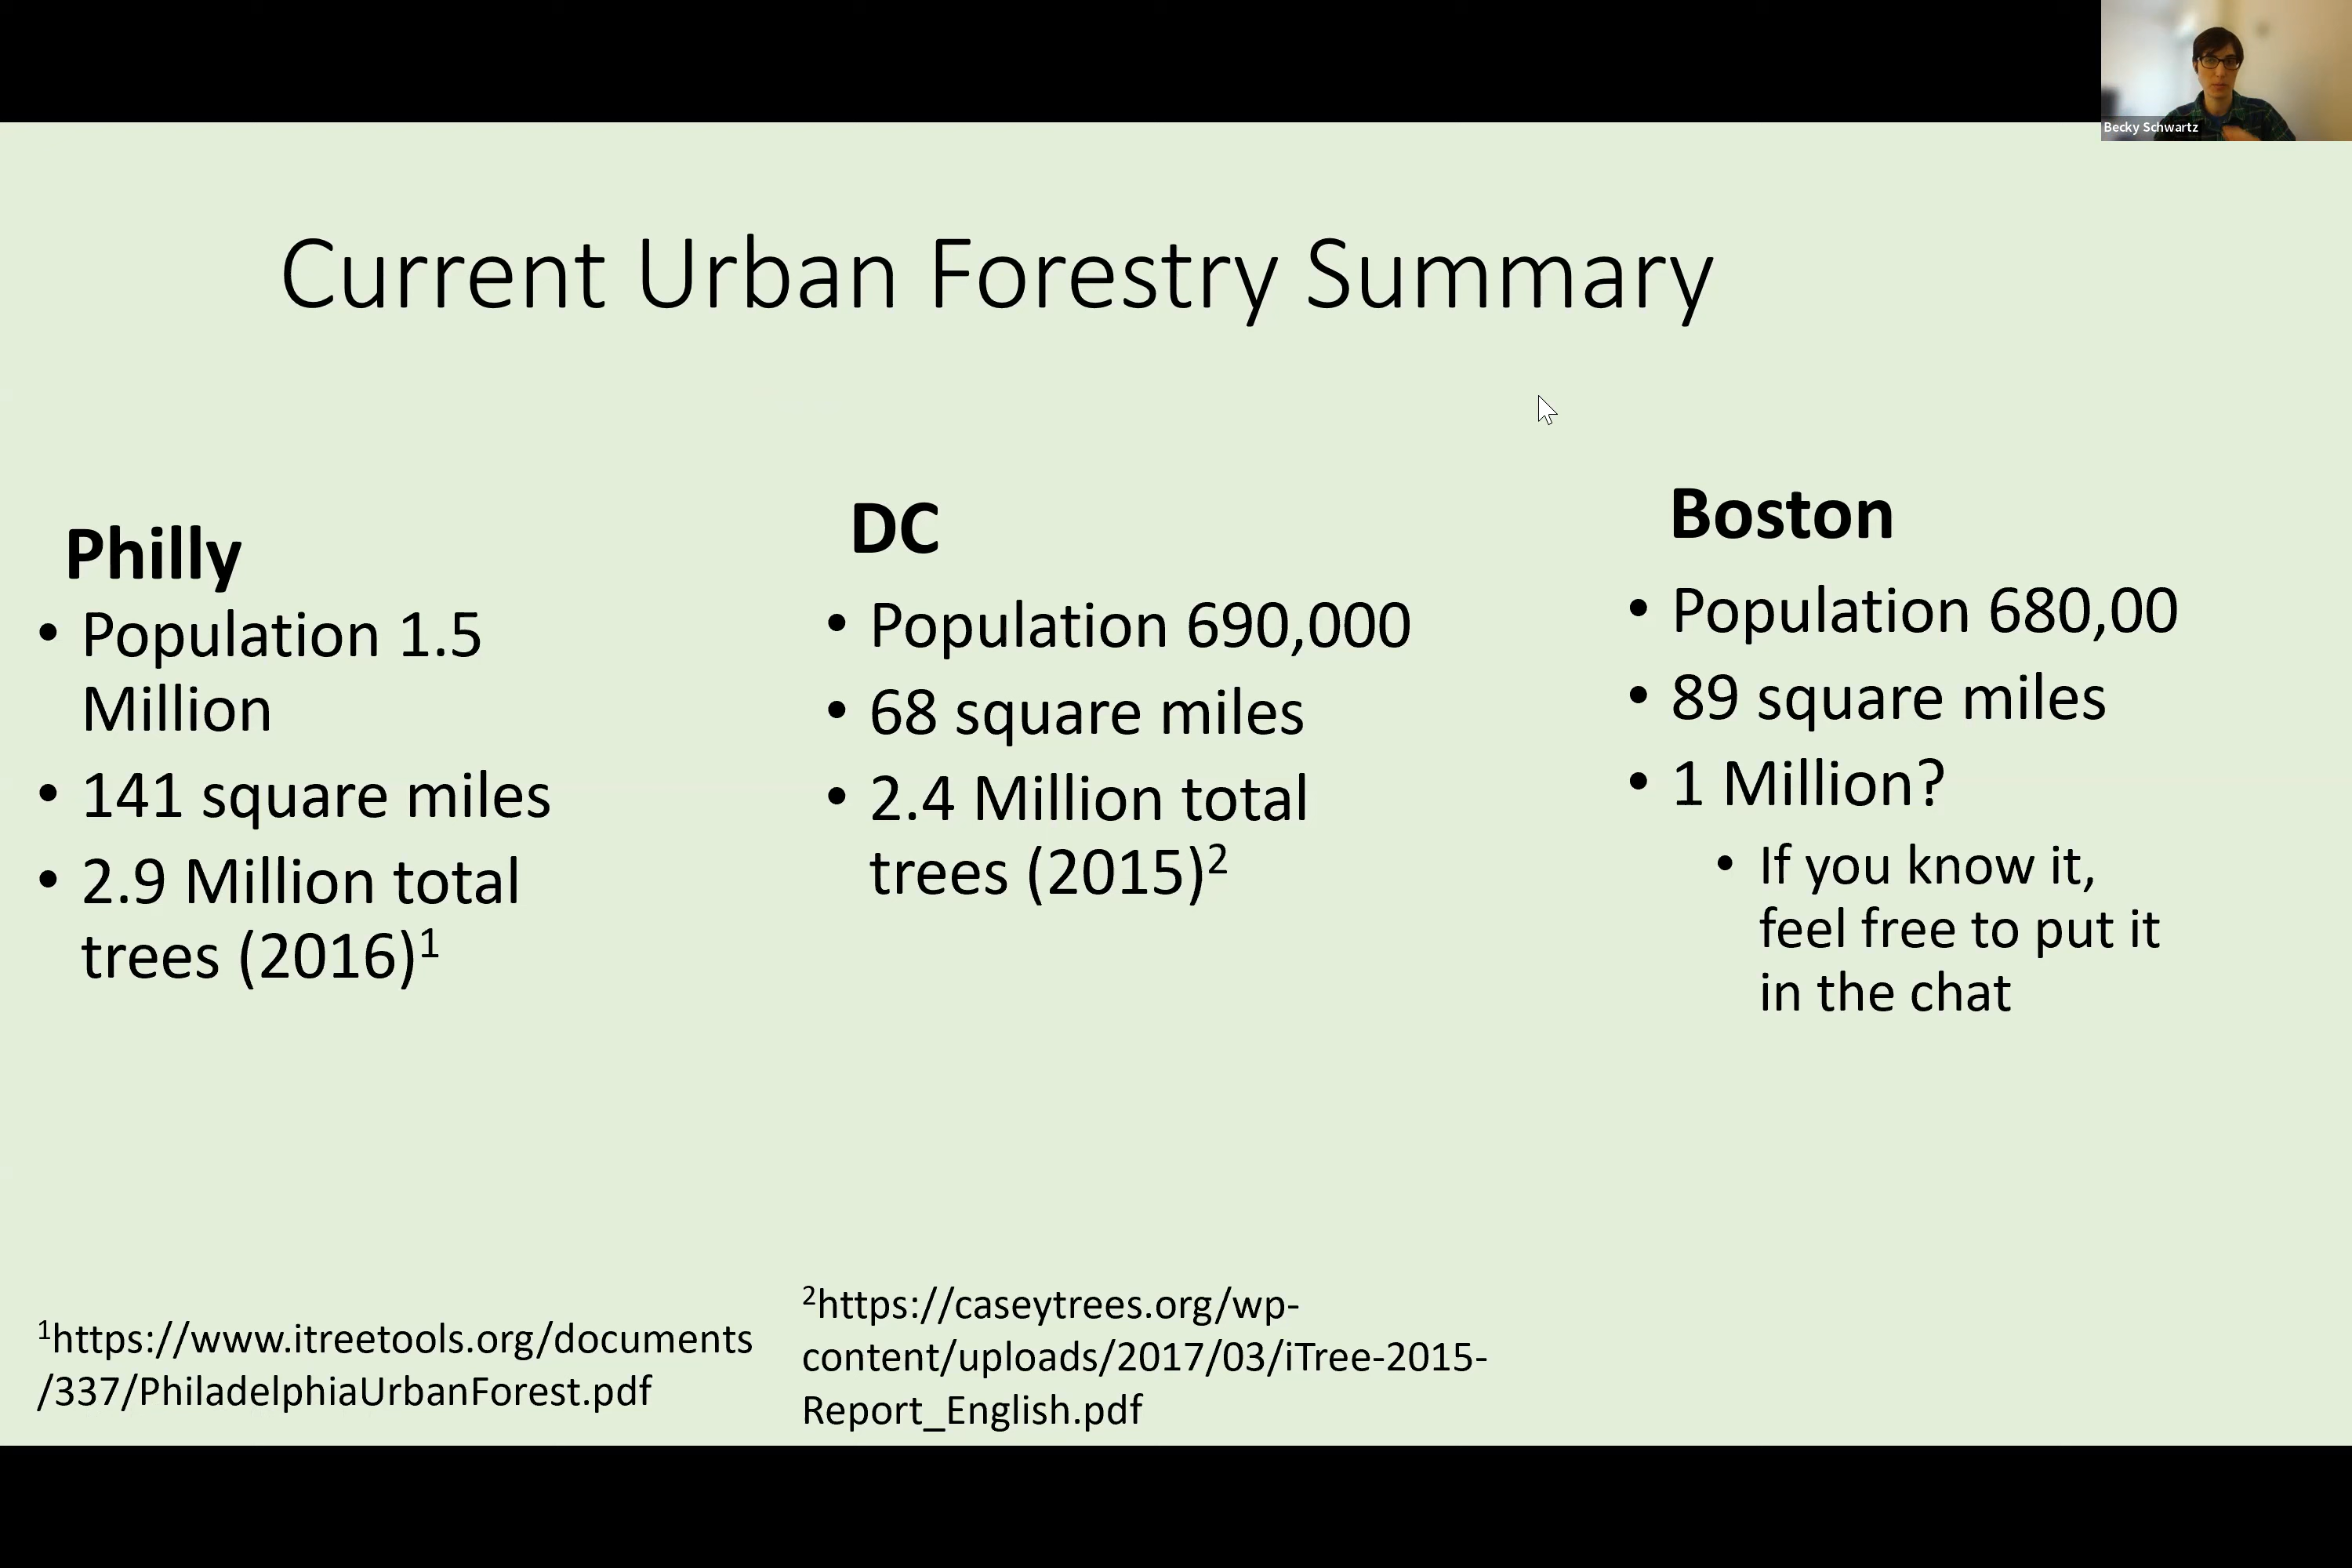 Becky Schwartz
Current Urban Forestry Summary
Philly
• Population 1.5
Million
• 141 square miles
• 2.9 Million total
trees (2016)¹
¹https://www.itreetools.org/documents
/337/PhiladelphiaUrbanForest.pdf
DC
• Population 690,000
• 68 square miles
• 2.4 Million total
trees (2015)²
²https://caseytrees.org/wp-
content/uploads/2017/03/iTree-2015-
Report_English.pdf
Boston
• Population 680,00
• 89 square miles
• 1 Million?
• If you know it,
feel free to put it
in the chat